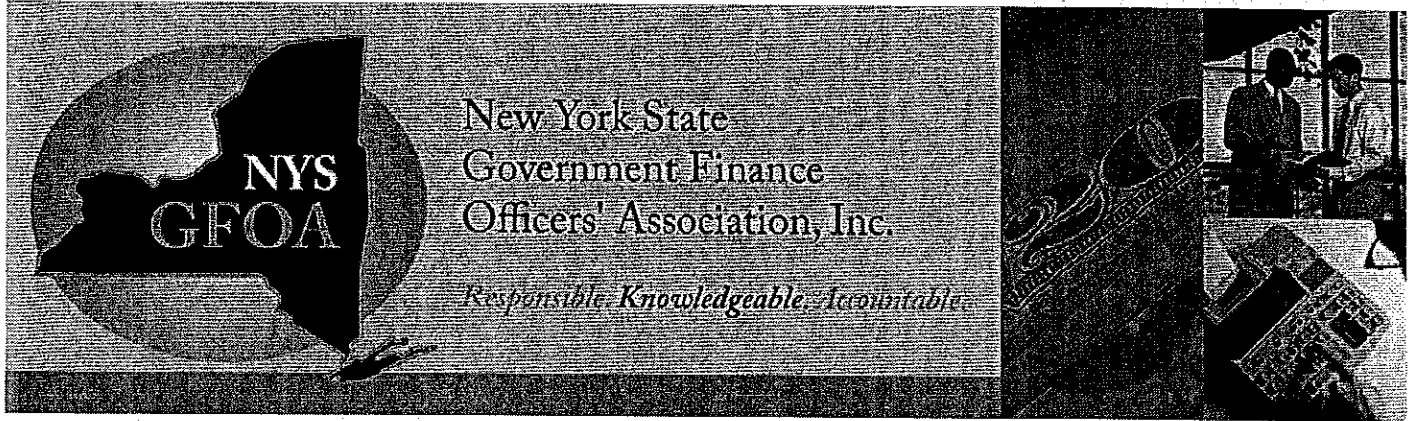 NYS
GFOA
New York State
Government Finance
Officers' Association, Inc.
Responsible. Knowledgeable. Accountable.